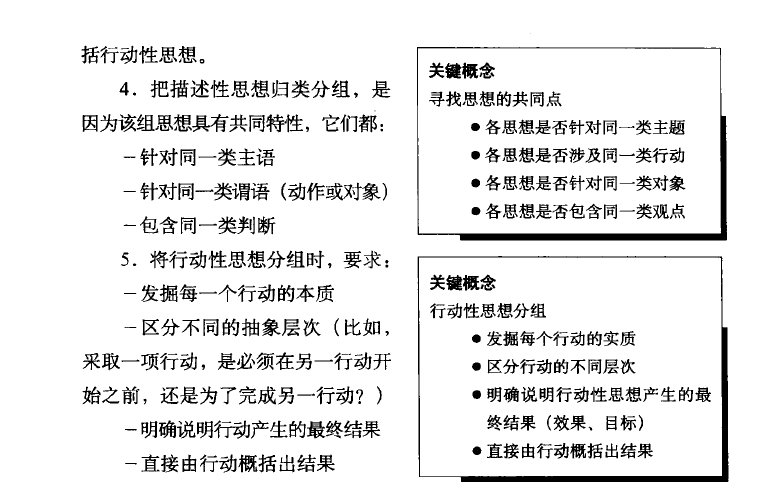 括行动性思想。
4．把描述性思想归类分组，是
因为该组思想具有共同特性，它们都：
－针对同一类主语
－针对同一类谓语（动作或对象）
－包含同一类判断
5．将行动性思想分组时，要求：
－发掘每一个行动的本质
－区分不同的抽象层次（比如，
采取一项行动，是必须在另一行动开
始之前，还是为了完成另一行动？）
－明确说明行动产生的最终结果
－直接由行动概括出结果
关键概念
寻找思想的共同点
●各思想是否针对同一类主题
●各思想是否涉及同一类行动
●各思想是否针对同一类对象
●各思想是否包含同一类观点
关键概念
行动性思想分组
●发掘每个行动的实质
●区分行动的不同层次
●明确说明行动性思想产生的最
终结果（效果、目标）
●直接由行动概括出结果